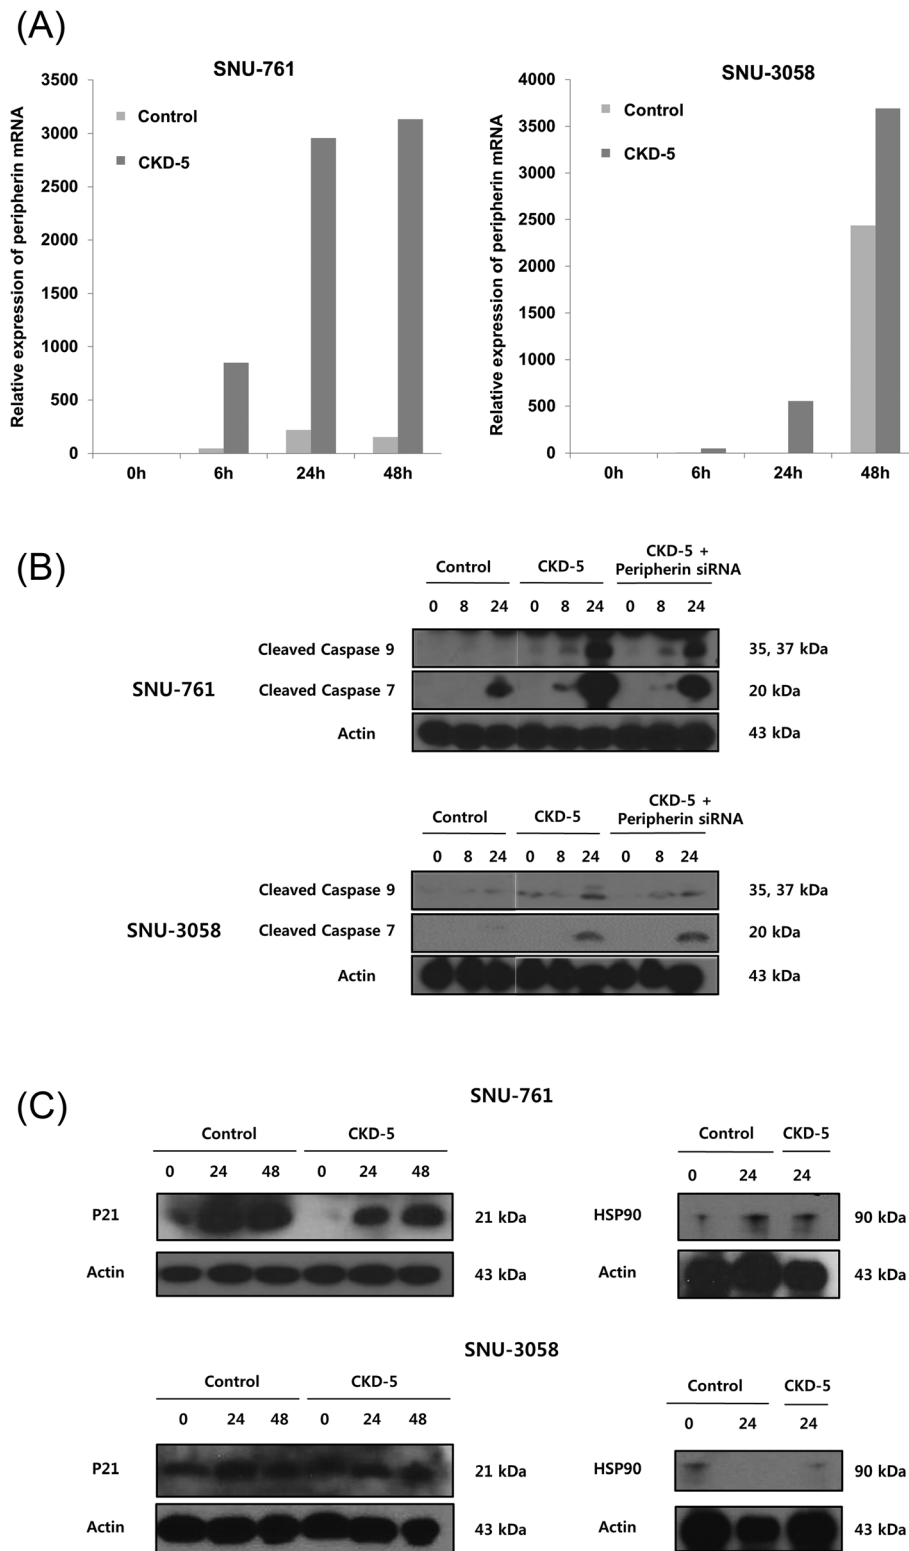 (A)
SNU-761
SNU-3058
Relative expression of peripherin mRNA
3500
3000
2500
2000
1500
1000
500
0
Control
CKD-5
0h 6h 24h 48h
Relative expression of peripherin mRNA
4000
3500
3000
2500
2000
1500
1000
500
0
Control
CKD-5
0h 6h 24h 48h
(B)
Control CKD-5 CKD-5 +
Peripherin siRNA
0 8 24 0 8 24 0 8 24
Cleaved Caspase 9 35, 37 kDa
SNU-761
Cleaved Caspase 7 20 kDa
Actin 43 kDa
Control CKD-5 CKD-5 +
Peripherin siRNA
0 8 24 0 8 24 0 8 24
Cleaved Caspase 9 35, 37 kDa
SNU-3058
Cleaved Caspase 7 20 kDa
Actin 43 kDa
(C)
SNU-761
Control CKD-5
0 24 48 0 24 48
P21 21 kDa
Actin 43 kDa
Control CKD-5
0 24 24
HSP90 90 kDa
Actin 43 kDa
SNU-3058
Control CKD-5
0 24 48 0 24 48
P21 21 kDa
Actin 43 kDa
Control CKD-5
0 24 24
HSP90 90 kDa
Actin 43 kDa